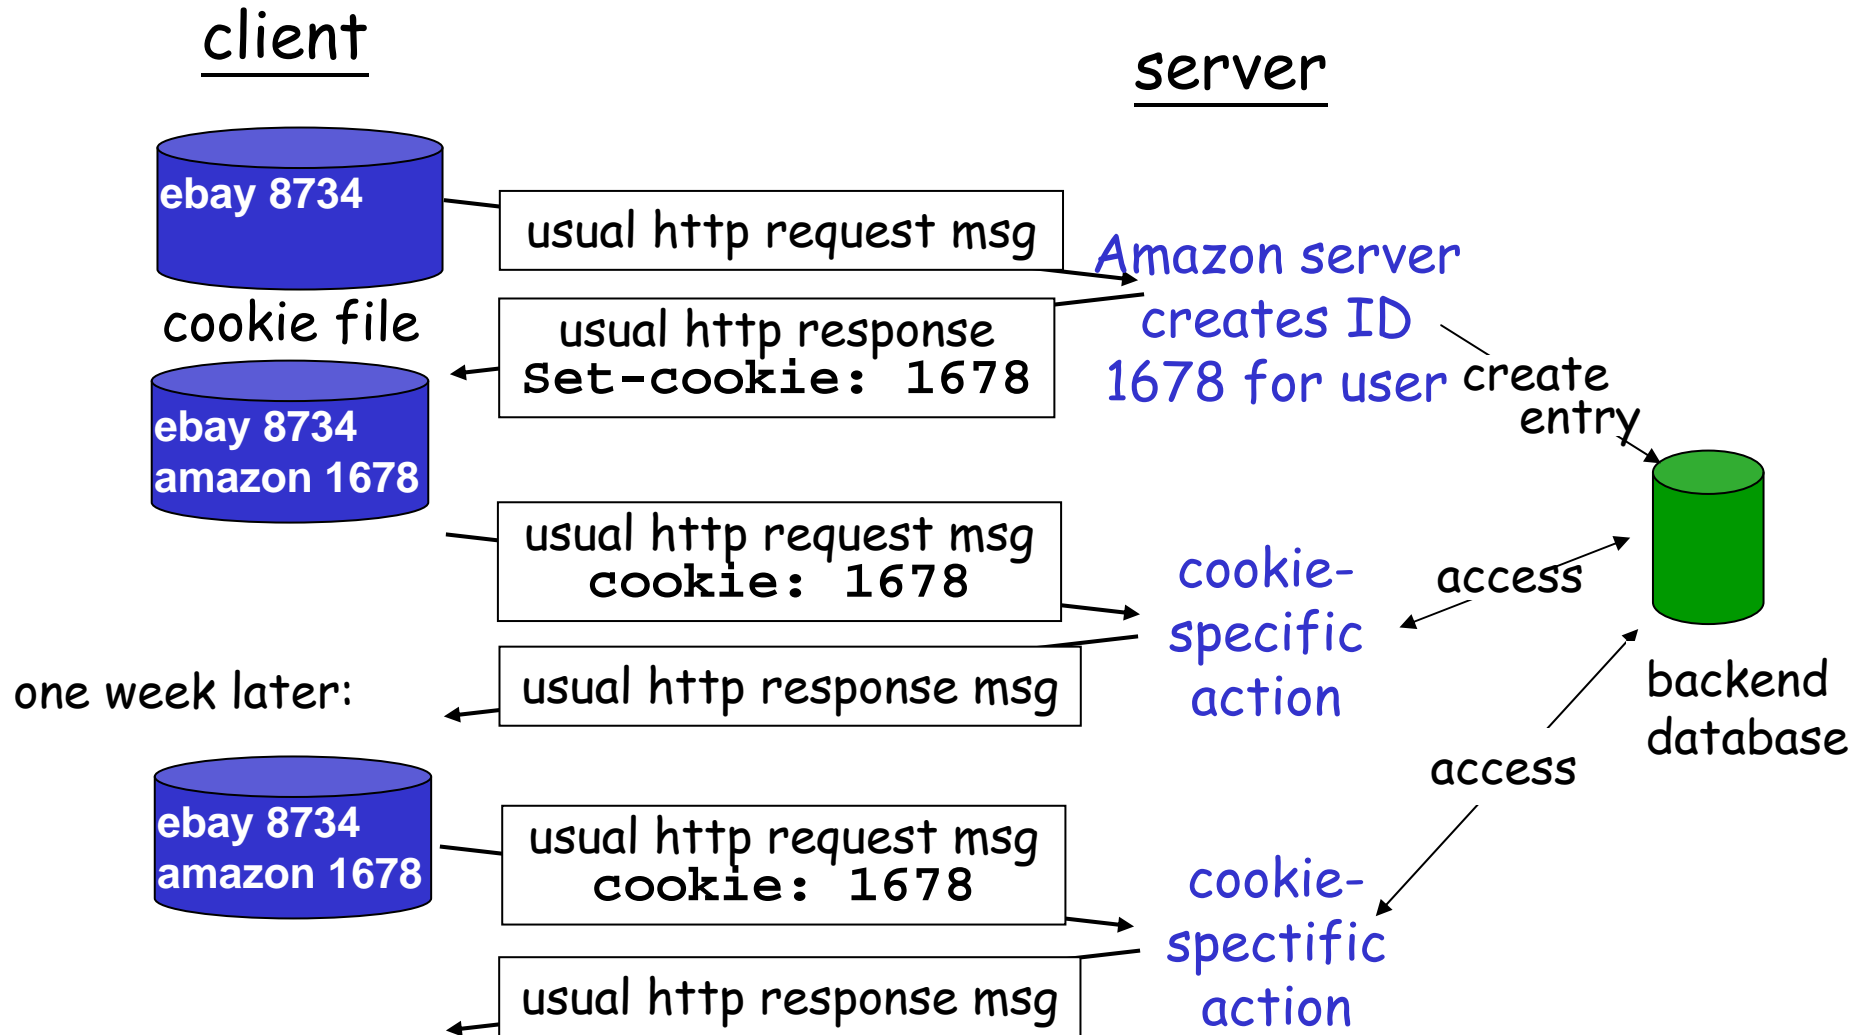 client
server
ebay 8734
usual http request msg
Amazon server
creates ID
1678 for user
cookie file
usual http response
Set-cookie: 1678
create
entry
ebay 8734
amazon 1678
usual http request msg
cookie: 1678
cookie-
specific
action
access
usual http response msg
one week later:
backend
database
access
ebay 8734
amazon 1678
usual http request msg
cookie: 1678
cookie-
spectific
action
usual http response msg